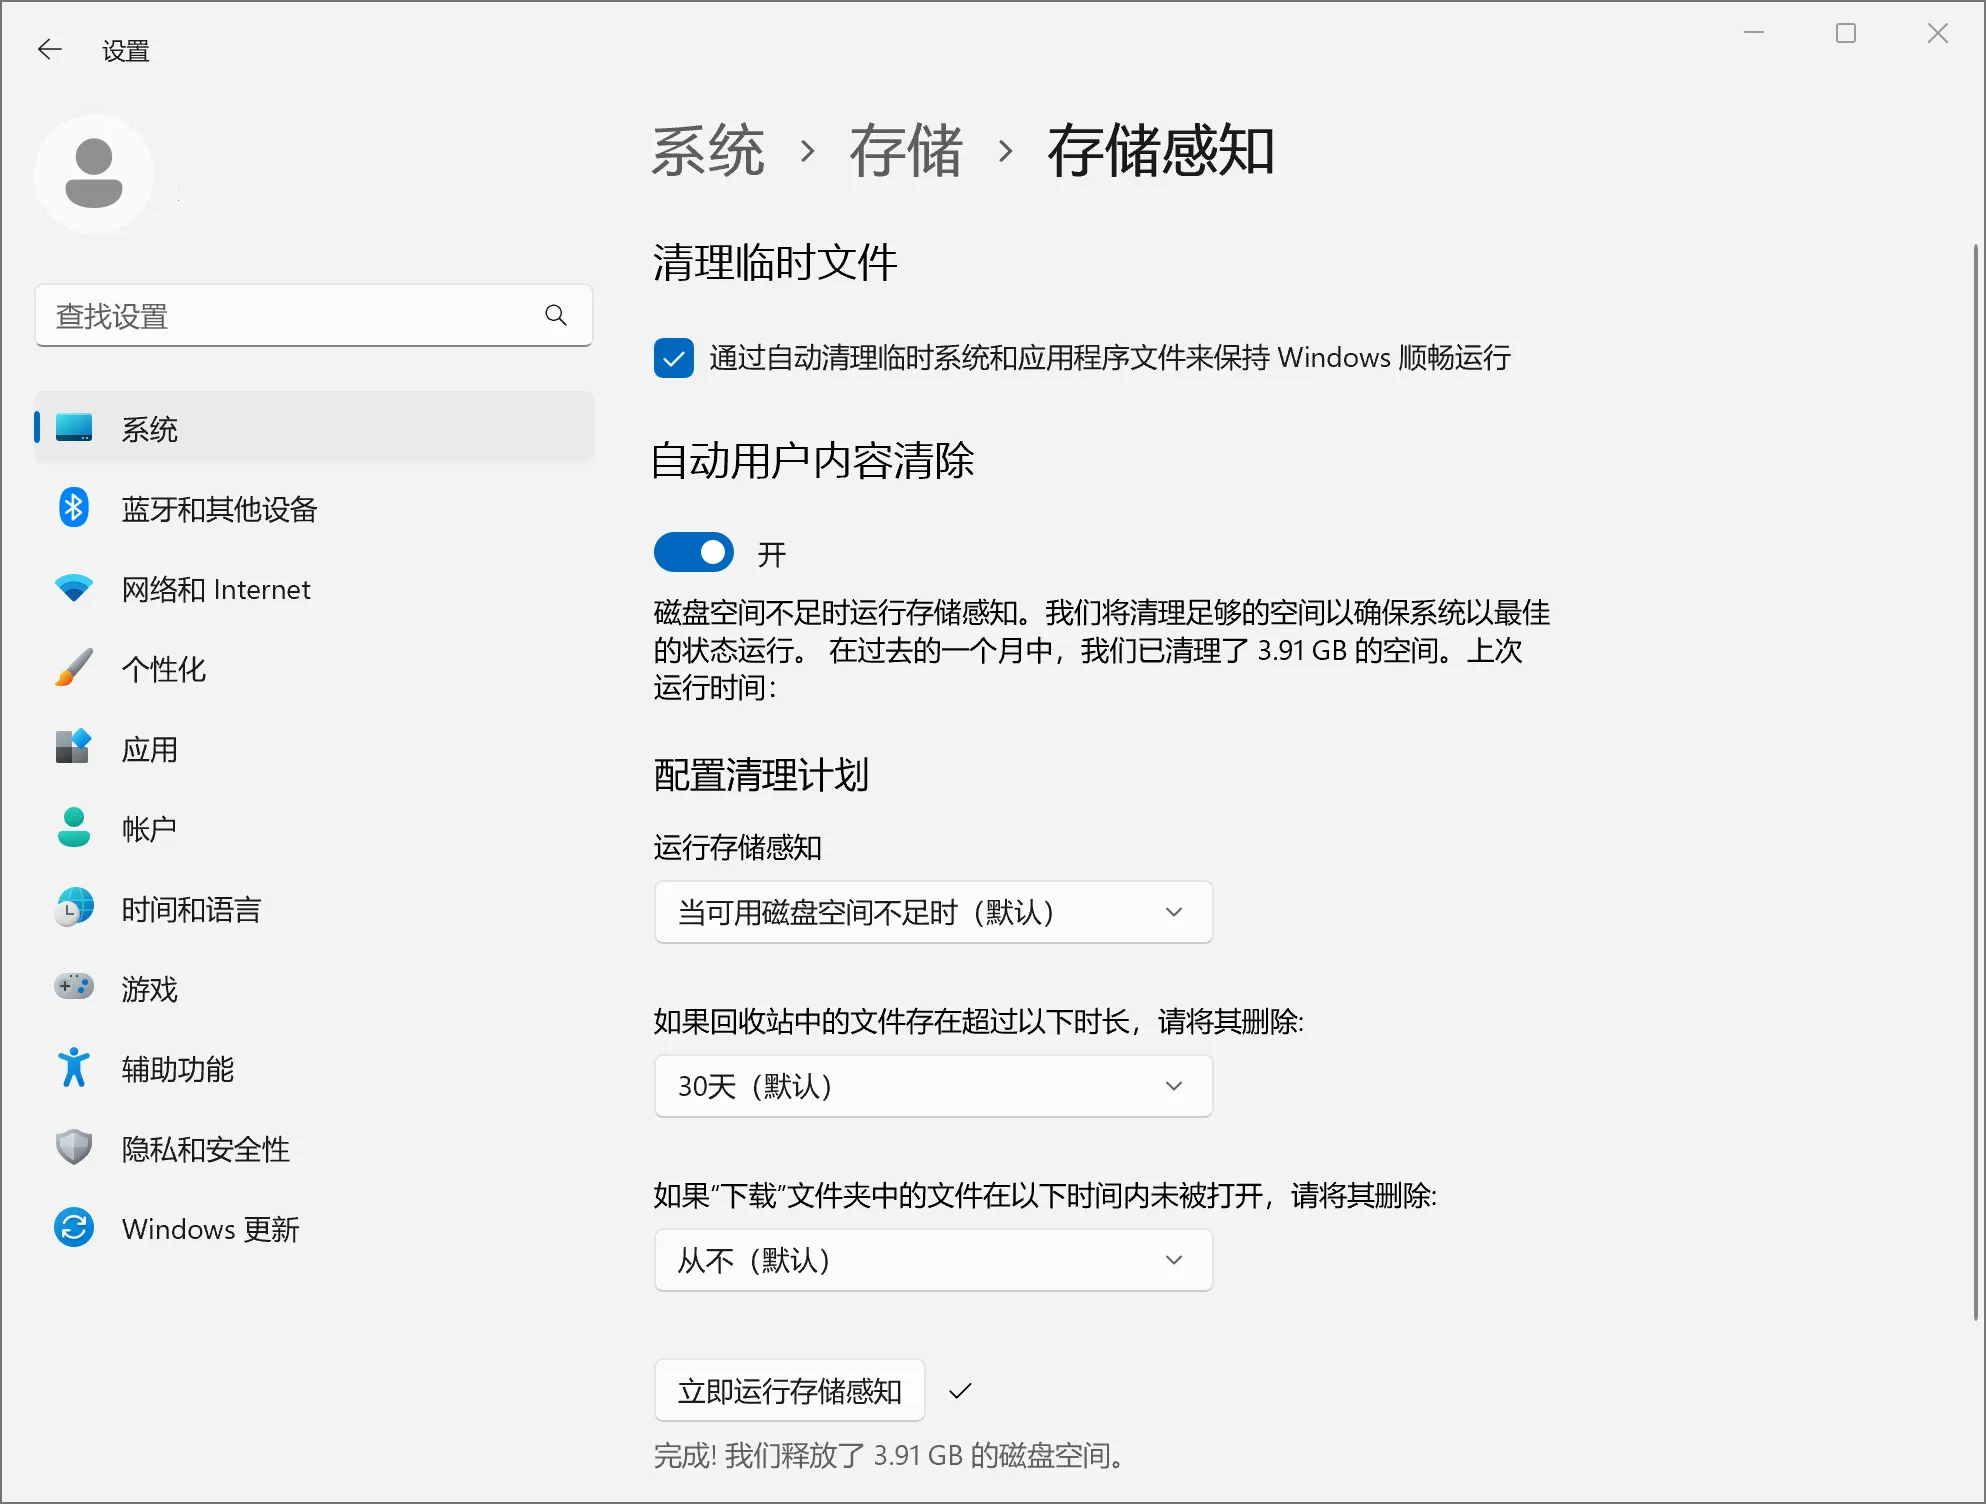 设置
系统 › 存储 › 存储感知
清理临时文件
查找设置
通过自动清理临时系统和应用程序文件来保持 Windows 顺畅运行
系统
蓝牙和其他设备
网络和 Internet
个性化
应用
帐户
时间和语言
游戏
辅助功能
隐私和安全性
Windows 更新
自动用户内容清除
开
磁盘空间不足时运行存储感知。我们将清理足够的空间以确保系统以最佳
的状态运行。 在过去的一个月中，我们已清理了 3.91 GB 的空间。上次
运行时间：
配置清理计划
运行存储感知
当可用磁盘空间不足时（默认）
如果回收站中的文件存在超过以下时长，请将其删除:
30天（默认）
如果“下载”文件夹中的文件在以下时间内未被打开，请将其删除:
从不（默认）
立即运行存储感知
完成! 我们释放了 3.91 GB 的磁盘空间。